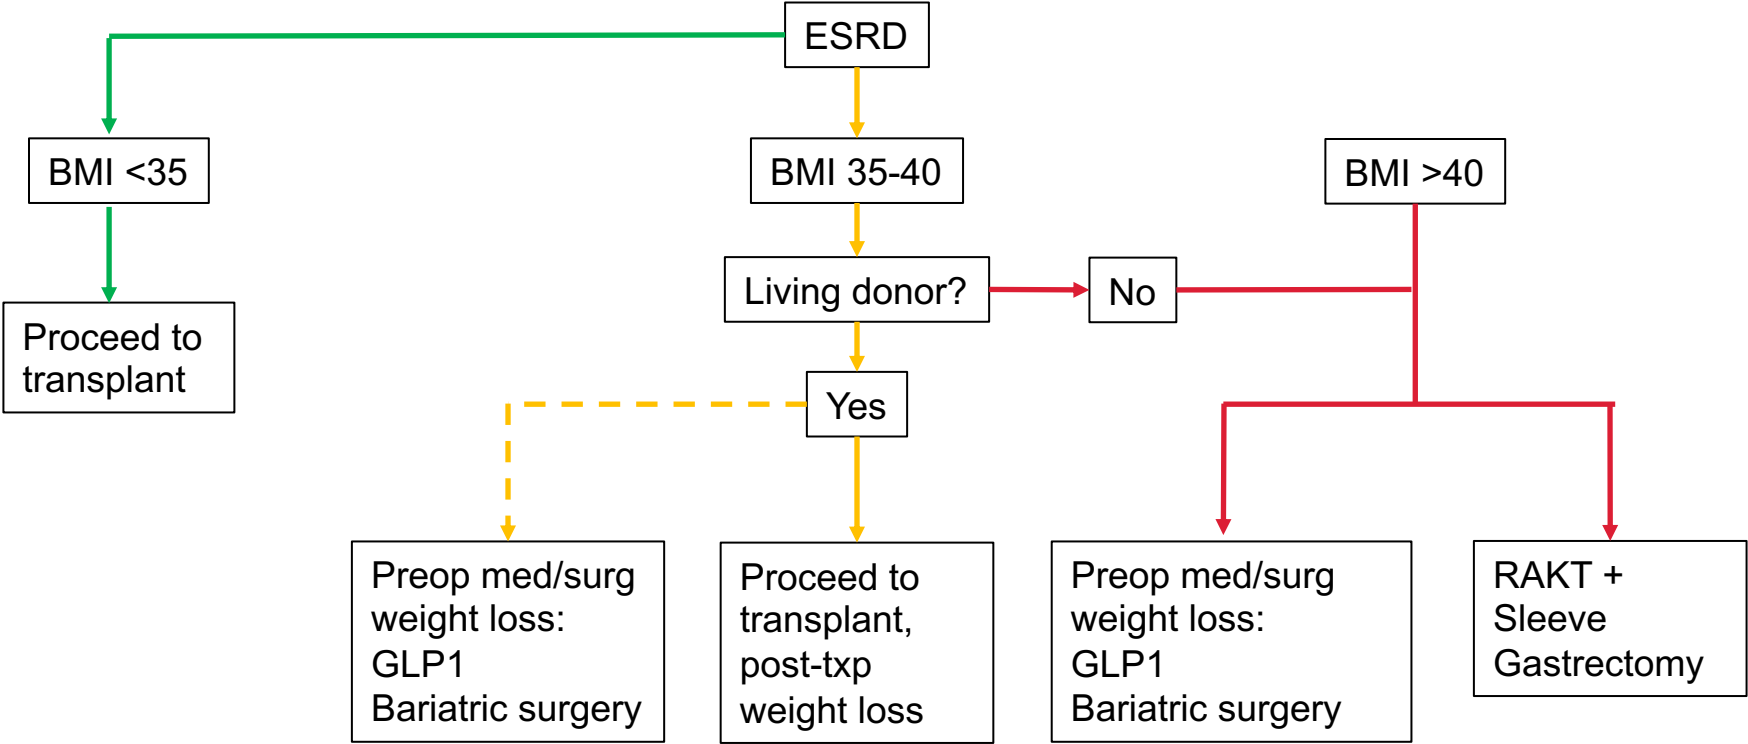 ESRD
BMI <35
BMI 35-40
BMI >40
Living donor?
No
Proceed to
transplant
Yes
Preop med/surg
weight loss:
GLP1
Bariatric surgery
Proceed to
transplant,
post-txp
weight loss
Preop med/surg
weight loss:
GLP1
Bariatric surgery
RAKT +
Sleeve
Gastrectomy